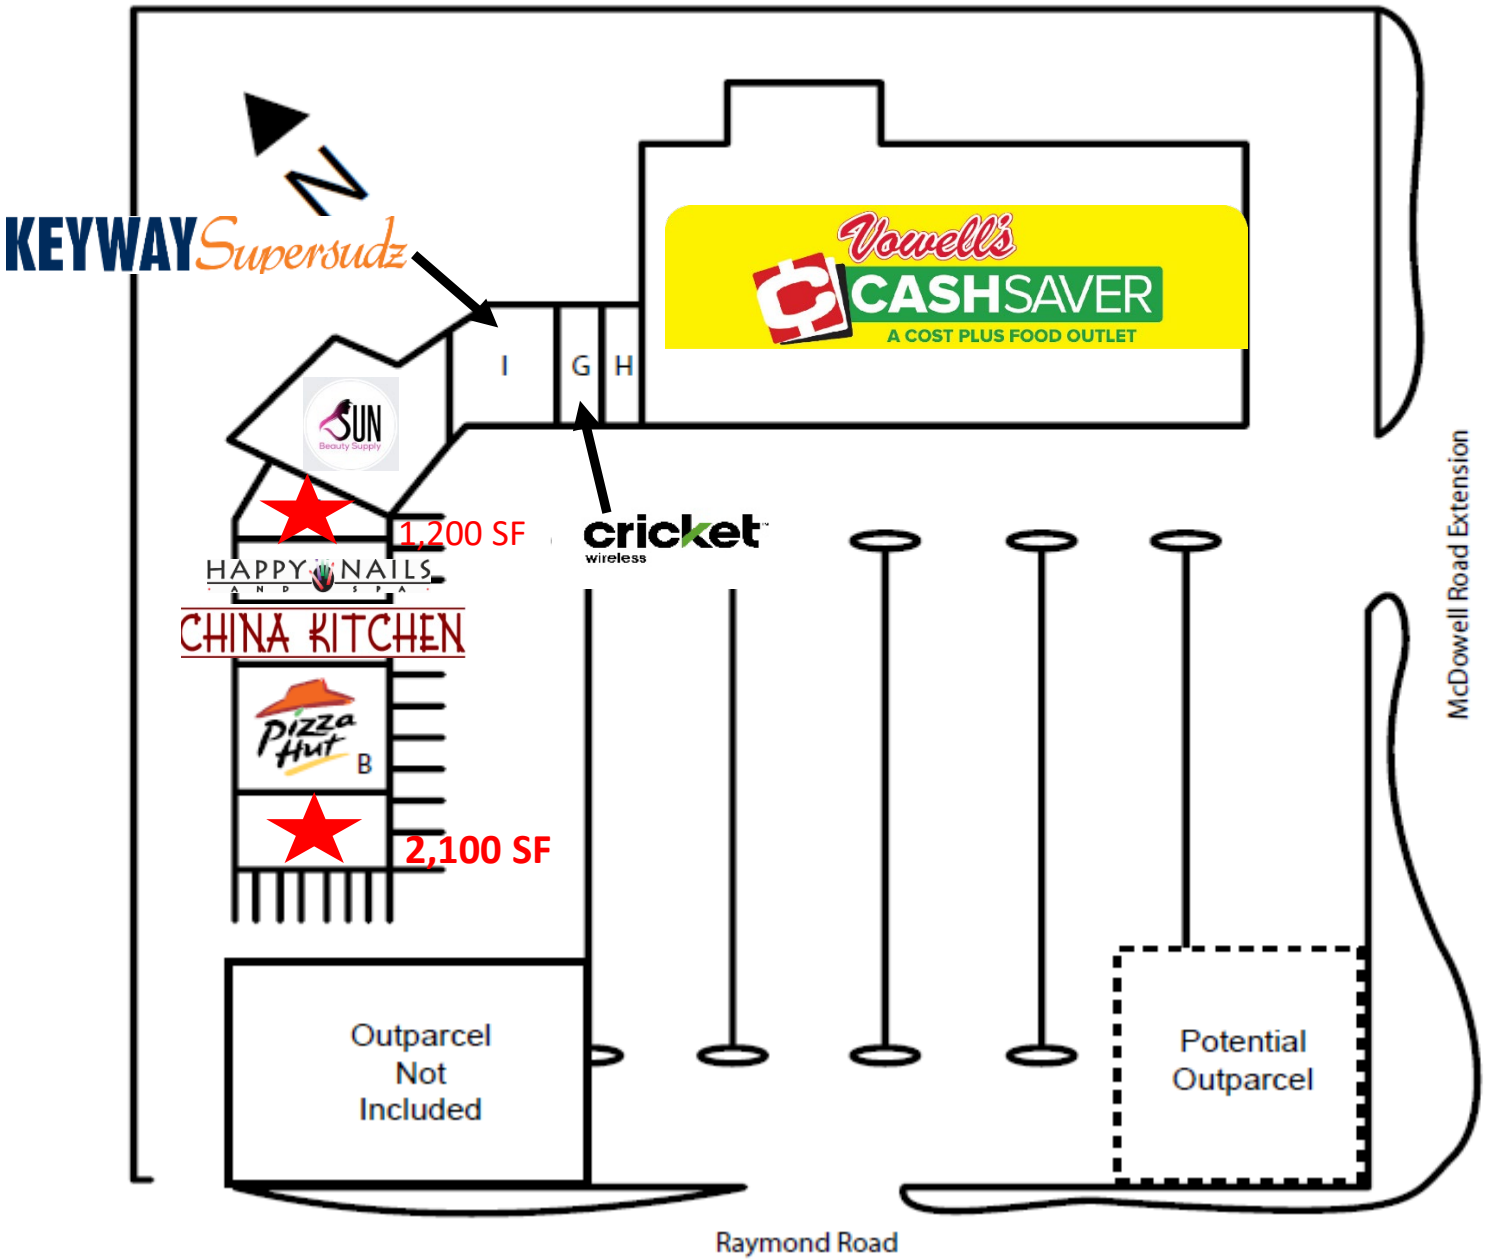 N
KEYWAY Supersudz
Vowell's
CASHSAVER
A COST PLUS FOOD OUTLET
I
G
H
SUN
Beauty Supply
1,200 SF
cricket
wireless
HAPPY NAILS
AND SPA
CHINA KITCHEN
Pizza
Hut
B
2,100 SF
McDowell Road Extension
Outparcel
Not
Included
Potential
Outparcel
Raymond Road